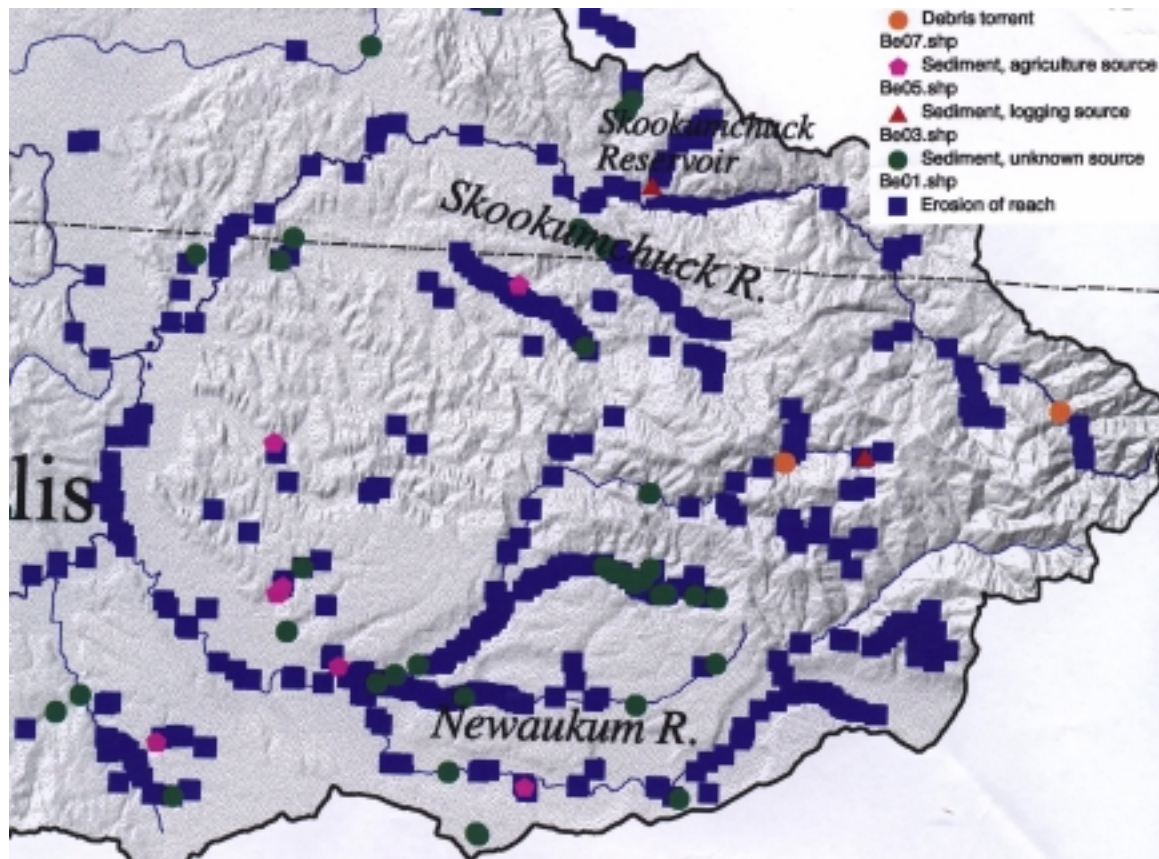 Debris torrent
Be07.shp
Sediment, agriculture source
Be05.shp
Sediment, logging source
Be03.shp
Sediment, unknown source
Be01.shp
Erosion of reach
Skookumchuck
Reservoir
Skookumchuck R.
lis
Newaukum R.